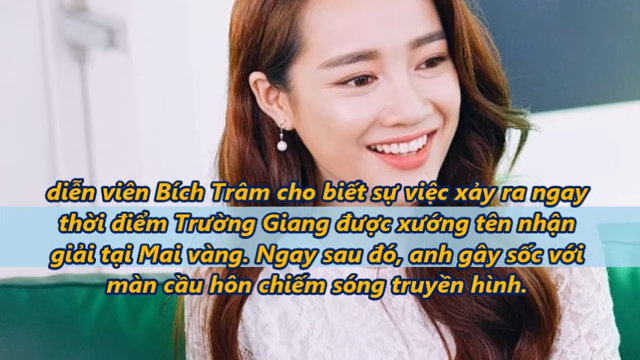 diễn viên Bích Trâm cho biết sự việc xảy ra ngay
thời điểm Trường Giang được xướng tên nhận
giải tại Mai vàng. Ngay sau đó, anh gây sốc với
màn cầu hôn chiếm sóng truyền hình.